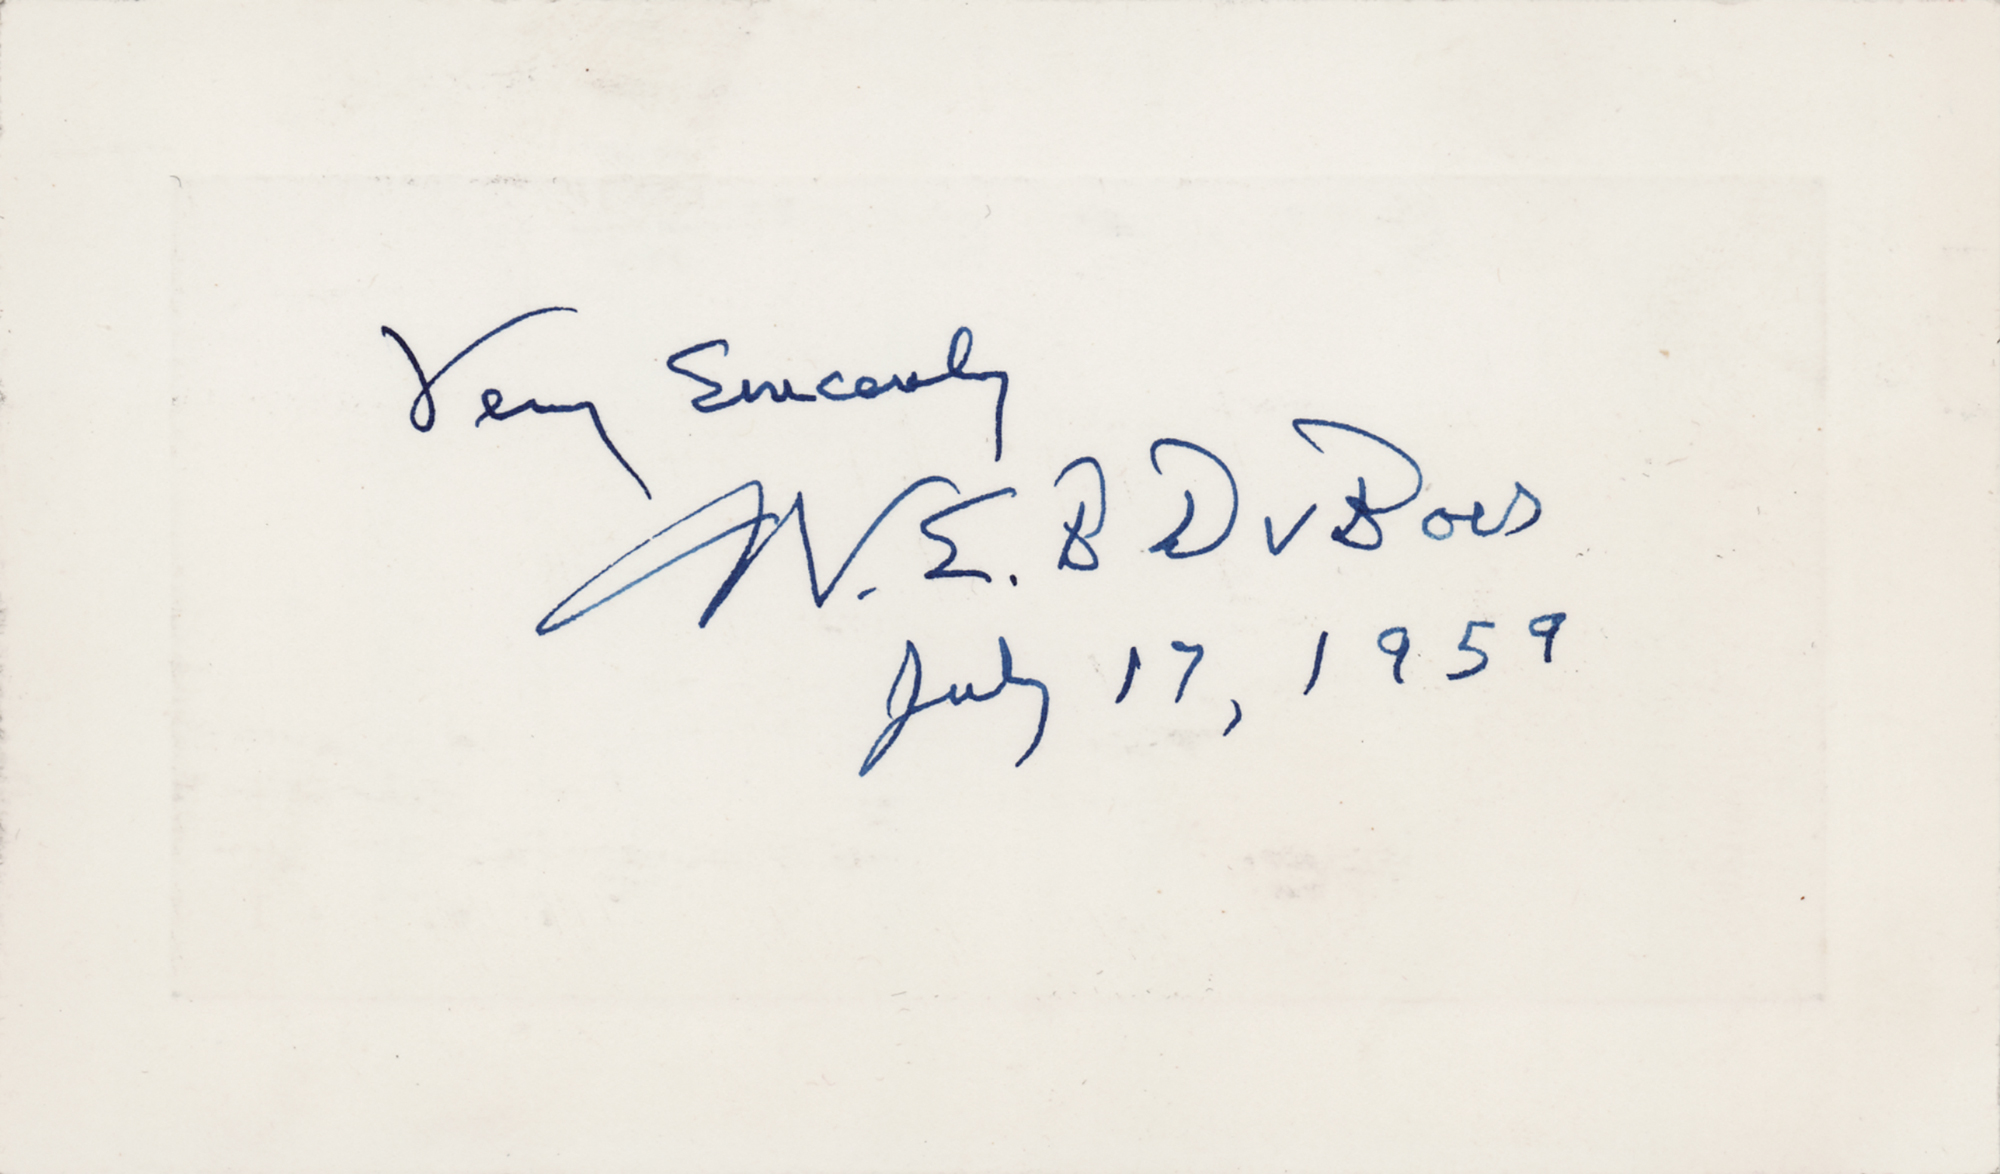 Very Sincerely
W. E. B Du Bois
July 17, 1959